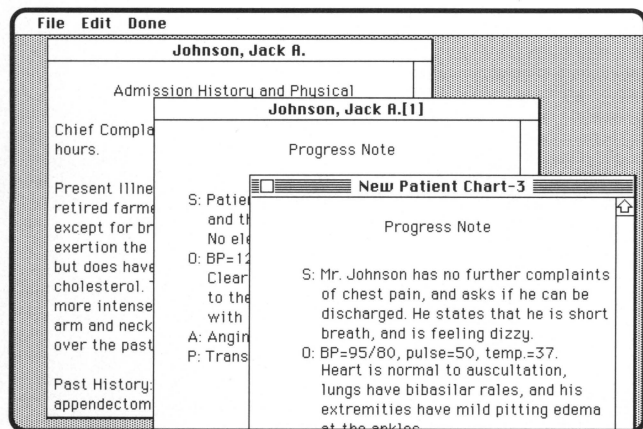 File Edit Done
Johnson, Jack A.
Admission History and Physical
Chief Compla
hours.
Present Illne
retired farme
except for br
exertion the
but does have
cholesterol. T
more intense
arm and neck
over the past
Past History:
appendectom
Johnson, Jack A.[1]
Progress Note
S: Patie
and th
No ele
O: BP=12
Clear
to the
with
A: Angin
P: Trans
New Patient Chart-3
Progress Note
S: Mr. Johnson has no further complaints
of chest pain, and asks if he can be
discharged. He states that he is short
breath, and is feeling dizzy.
O: BP=95/80, pulse=50, temp.=37.
Heart is normal to auscultation,
lungs have bibasilar rales, and his
extremities have mild pitting edema
at the ankles